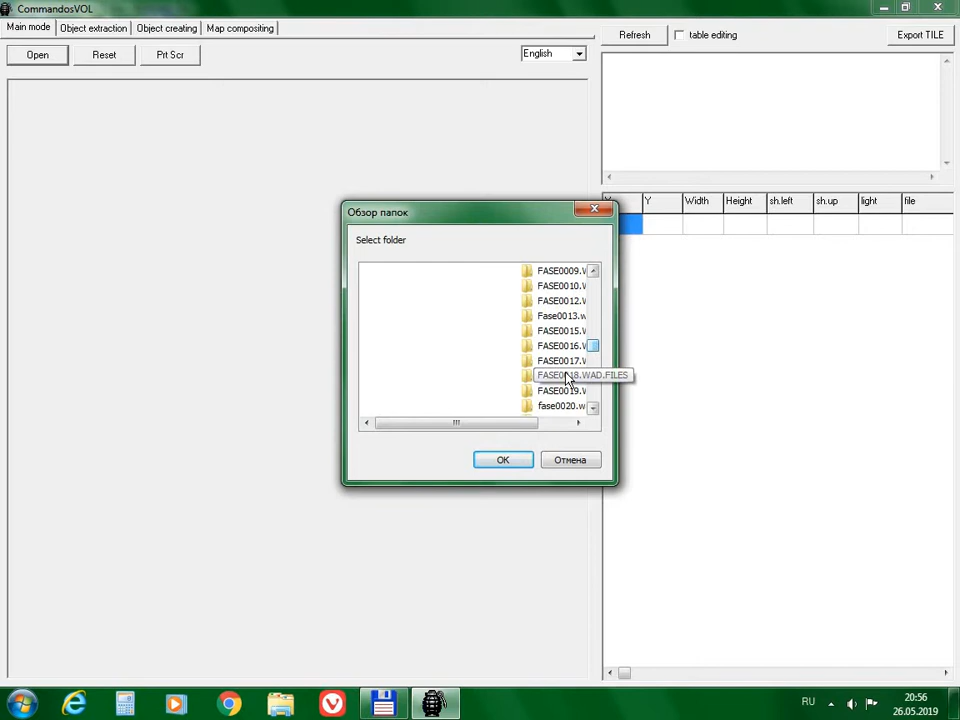 CommandosVOL
Main mode
Object extraction
Object creating
Map compositing
Open
Reset
Prt Scr
English
Refresh
table editing
Export TILE
Y
Width
Height
sh.left
sh.up
light
file
Обзор папок
Select folder
FASE0009.W
FASE0010.W
FASE0012.W
Fase0013.w
FASE0015.W
FASE0016.W
FASE0017.W
FASE0018.WAD.FILES
FASE0019.W
fase0020.w
OK
Отмена
RU
20:56
26.05.2019